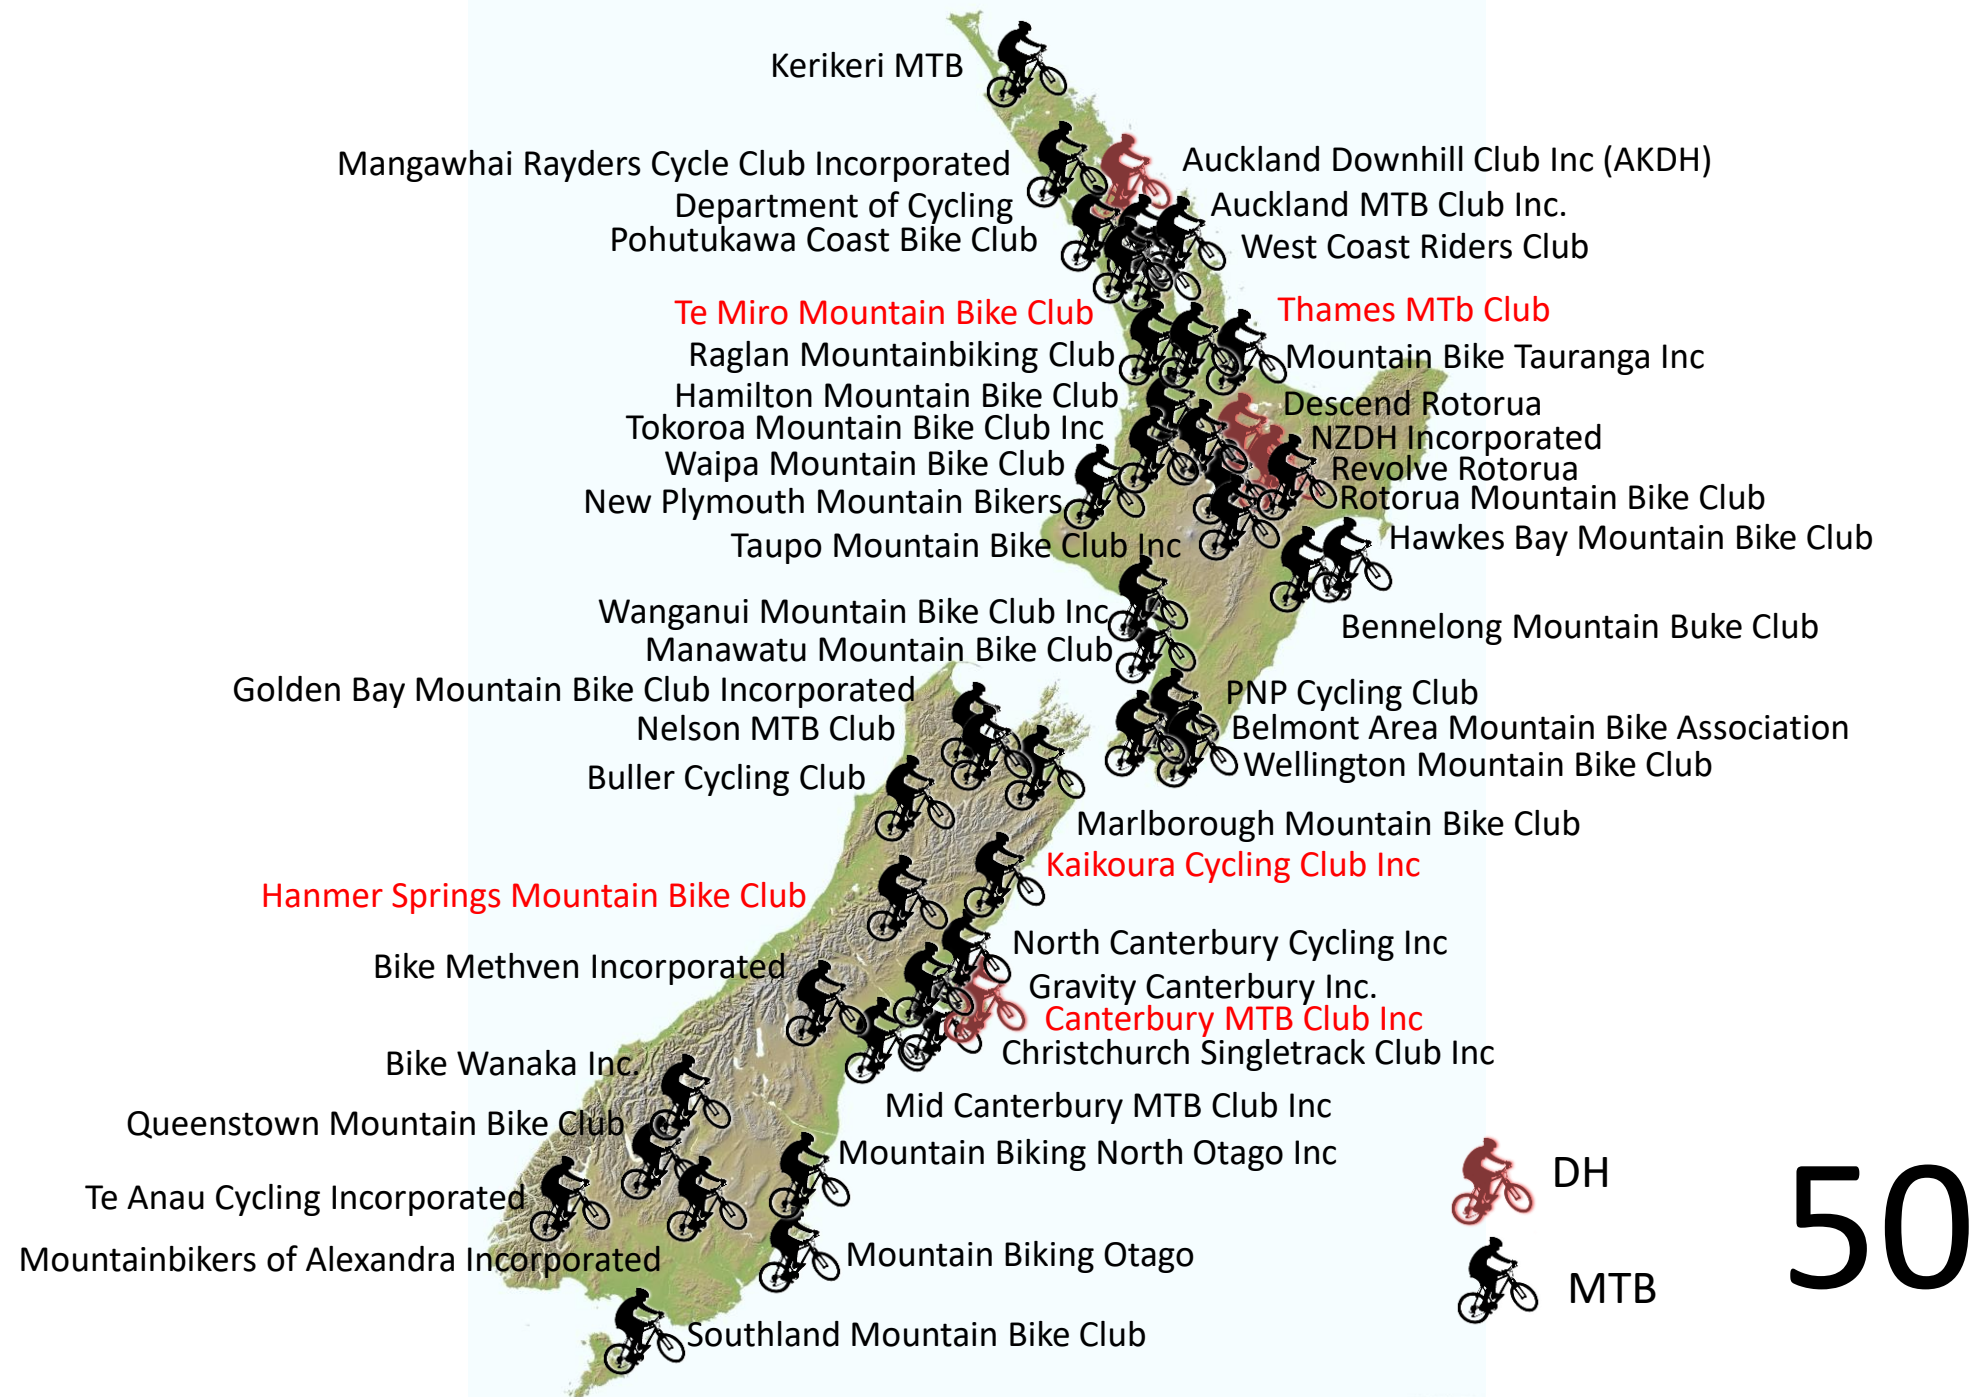 Kerikeri MTB
Mangawhai Rayders Cycle Club Incorporated
Auckland Downhill Club Inc (AKDH)
Department of Cycling
Auckland MTB Club Inc.
Pohutukawa Coast Bike Club
West Coast Riders Club
Te Miro Mountain Bike Club
Thames MTb Club
Raglan Mountainbiking Club
Mountain Bike Tauranga Inc
Hamilton Mountain Bike Club
Descend Rotorua
Tokoroa Mountain Bike Club Inc
NZDH Incorporated
Waipa Mountain Bike Club
Revolve Rotorua
New Plymouth Mountain Bikers
Rotorua Mountain Bike Club
Taupo Mountain Bike Club Inc
Hawkes Bay Mountain Bike Club
Wanganui Mountain Bike Club Inc
Bennelong Mountain Buke Club
Manawatu Mountain Bike Club
Golden Bay Mountain Bike Club Incorporated
PNP Cycling Club
Nelson MTB Club
Belmont Area Mountain Bike Association
Buller Cycling Club
Wellington Mountain Bike Club
Marlborough Mountain Bike Club
Kaikoura Cycling Club Inc
Hanmer Springs Mountain Bike Club
North Canterbury Cycling Inc
Bike Methven Incorporated
Gravity Canterbury Inc.
Canterbury MTB Club Inc
Christchurch Singletrack Club Inc
Bike Wanaka Inc.
Mid Canterbury MTB Club Inc
Queenstown Mountain Bike Club
Mountain Biking North Otago Inc
Te Anau Cycling Incorporated
Mountainbikers of Alexandra Incorporated
Mountain Biking Otago
Southland Mountain Bike Club
DH
MTB
50